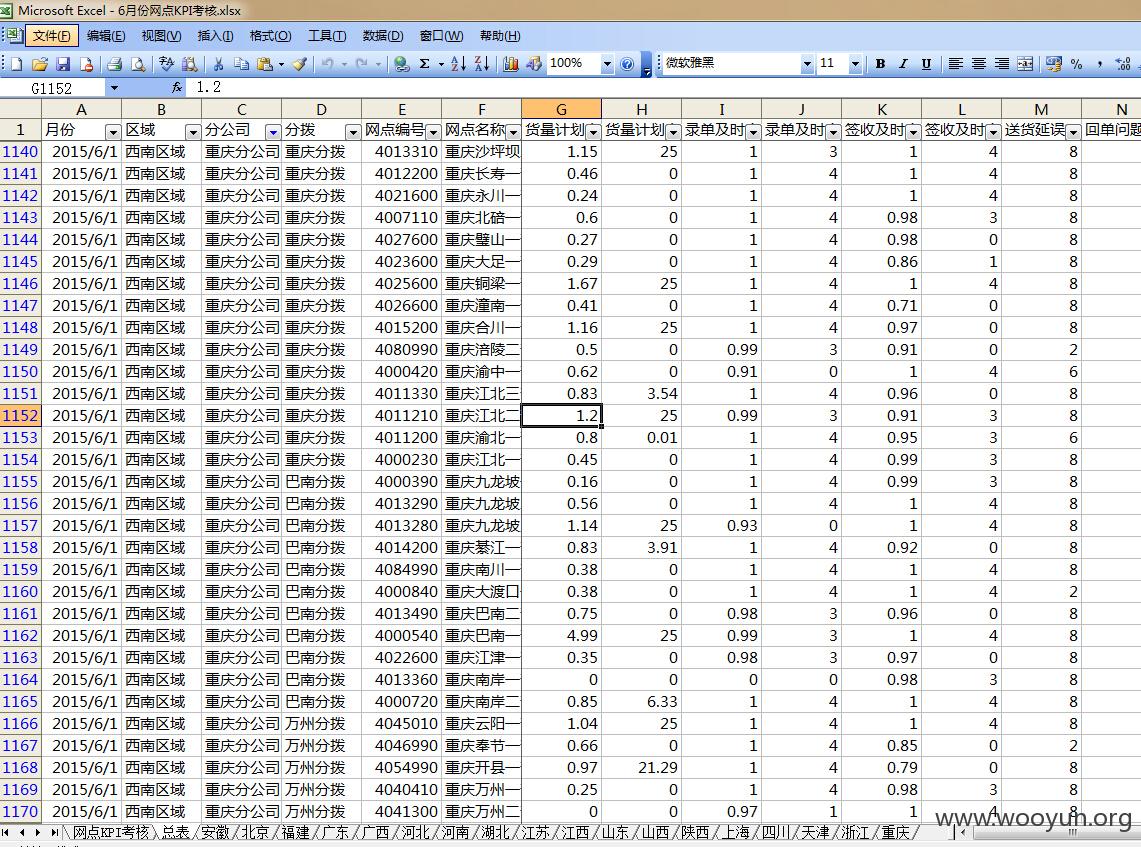 Microsoft Excel - 6月份网点KPI考核.xlsx
文件(F) 编辑(E) 视图(V) 插入(I) 格式(O) 工具(T) 数据(D) 窗口(W) 帮助(H)
100% 微软雅黑 11 B I U
G1152 fx 1.2
A B C D E F G H I J K L M N
1 月份 区域 分公司 分拨 网点编号 网点名称 货量计划 货量计划 录单及时 录单及时 签收及时 签收及时 送货延误 回单问题
1140 2015/6/1 西南区域 重庆分公司 重庆分拨 4013310 重庆沙坪坝 1.15 25 1 3 1 4 8
1141 2015/6/1 西南区域 重庆分公司 重庆分拨 4012200 重庆长寿一 0.46 0 1 4 1 4 8
1142 2015/6/1 西南区域 重庆分公司 重庆分拨 4021600 重庆永川一 0.24 0 1 4 1 4 8
1143 2015/6/1 西南区域 重庆分公司 重庆分拨 4007110 重庆北碚一 0.6 0 1 4 0.98 3 8
1144 2015/6/1 西南区域 重庆分公司 重庆分拨 4027600 重庆璧山一 0.27 0 1 4 0.98 0 8
1145 2015/6/1 西南区域 重庆分公司 重庆分拨 4023600 重庆大足一 0.29 0 1 4 0.86 1 8
1146 2015/6/1 西南区域 重庆分公司 重庆分拨 4025600 重庆铜梁一 1.67 25 1 4 1 4 8
1147 2015/6/1 西南区域 重庆分公司 重庆分拨 4026600 重庆潼南一 0.41 0 1 4 0.71 0 8
1148 2015/6/1 西南区域 重庆分公司 重庆分拨 4015200 重庆合川一 1.16 25 1 4 0.97 0 8
1149 2015/6/1 西南区域 重庆分公司 重庆分拨 4080990 重庆涪陵二 0.5 0 0.99 3 0.91 0 2
1150 2015/6/1 西南区域 重庆分公司 重庆分拨 4000420 重庆渝中一 0.62 0 0.91 0 1 4 6
1151 2015/6/1 西南区域 重庆分公司 重庆分拨 4011330 重庆江北三 0.83 3.54 1 4 0.96 0 8
1152 2015/6/1 西南区域 重庆分公司 重庆分拨 4011210 重庆江北二 1.2 25 0.99 3 0.91 3 8
1153 2015/6/1 西南区域 重庆分公司 重庆分拨 4011200 重庆渝北一 0.8 0.01 1 4 0.95 3 6
1154 2015/6/1 西南区域 重庆分公司 重庆分拨 4000230 重庆江北一 0.45 0 1 4 0.99 3 8
1155 2015/6/1 西南区域 重庆分公司 巴南分拨 4000390 重庆九龙坡 0.16 0 1 4 0.99 3 8
1156 2015/6/1 西南区域 重庆分公司 巴南分拨 4013290 重庆九龙坡 0.56 0 1 4 1 4 8
1157 2015/6/1 西南区域 重庆分公司 巴南分拨 4013280 重庆九龙坡 1.14 25 0.93 0 1 4 8
1158 2015/6/1 西南区域 重庆分公司 巴南分拨 4014200 重庆綦江一 0.83 3.91 1 4 0.92 0 8
1159 2015/6/1 西南区域 重庆分公司 巴南分拨 4084990 重庆南川一 0.38 0 1 4 1 4 8
1160 2015/6/1 西南区域 重庆分公司 巴南分拨 4000840 重庆大渡口 0.38 0 1 4 1 4 2
1161 2015/6/1 西南区域 重庆分公司 巴南分拨 4013490 重庆巴南二 0.75 0 0.98 3 0.96 0 8
1162 2015/6/1 西南区域 重庆分公司 巴南分拨 4000540 重庆巴南一 4.99 25 0.99 3 1 4 8
1163 2015/6/1 西南区域 重庆分公司 巴南分拨 4022600 重庆江津一 0.35 0 0.98 3 0.97 0 8
1164 2015/6/1 西南区域 重庆分公司 巴南分拨 4013360 重庆南岸一 0 0 0 0 0.98 3 8
1165 2015/6/1 西南区域 重庆分公司 巴南分拨 4000720 重庆南岸二 0.85 6.33 1 4 1 4 8
1166 2015/6/1 西南区域 重庆分公司 万州分拨 4045010 重庆云阳一 1.04 25 1 4 1 4 8
1167 2015/6/1 西南区域 重庆分公司 万州分拨 4046990 重庆奉节一 0.66 0 1 4 0.85 0 2
1168 2015/6/1 西南区域 重庆分公司 万州分拨 4054990 重庆开县一 0.97 21.29 1 4 0.79 0 8
1169 2015/6/1 西南区域 重庆分公司 万州分拨 4040410 重庆万州一 0.25 0 1 4 0.98 3 8
1170 2015/6/1 西南区域 重庆分公司 万州分拨 4041300 重庆万州二 0 0 0.97 1 1 4 8
www.wooyun.org
网点KPI考核 总表 安徽 北京 福建 广东 广西 河北 河南 湖北 江苏 江西 山东 山西 陕西 上海 四川 天津 浙江 重庆